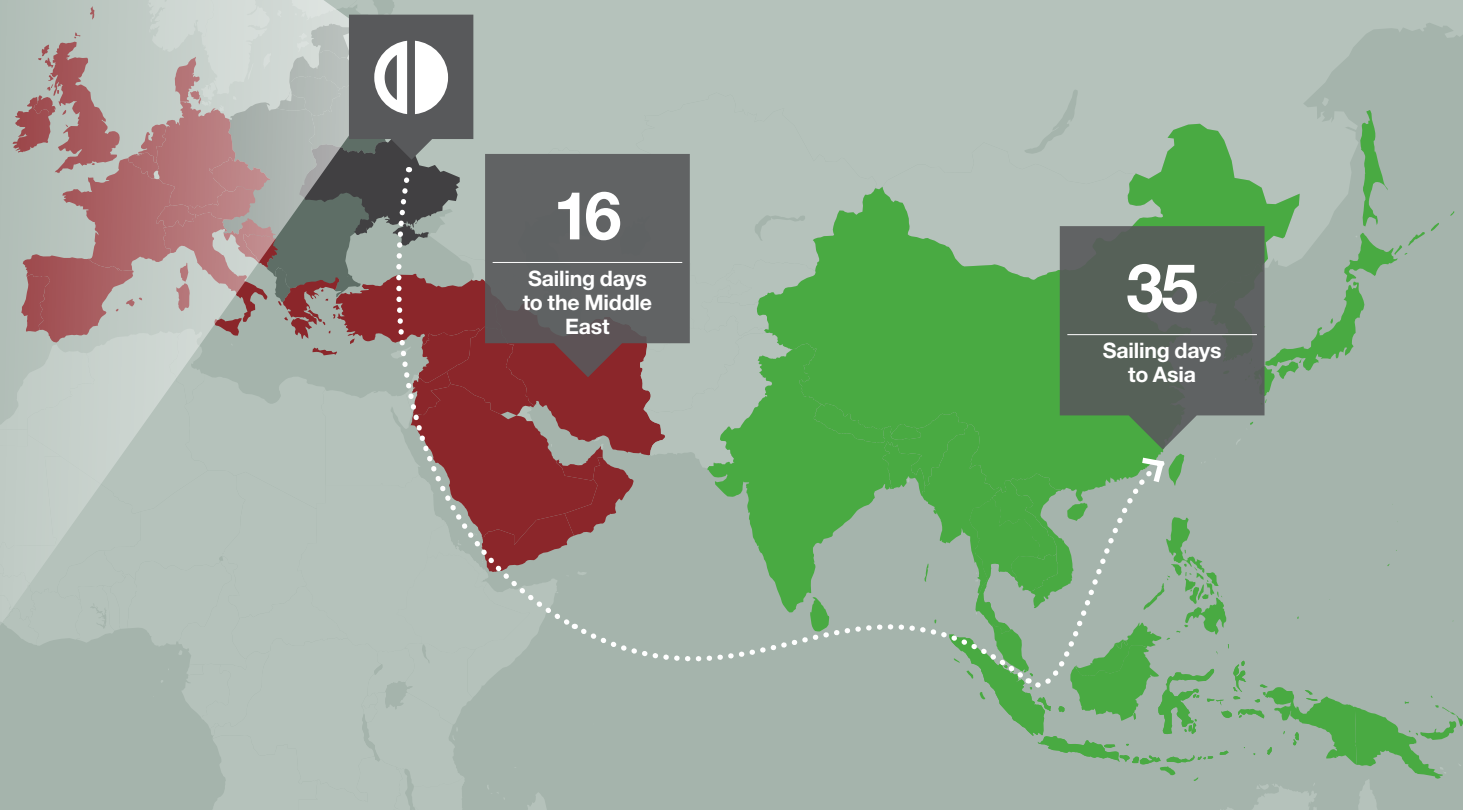 16
Sailing days
to the Middle
East
35
Sailing days
to Asia